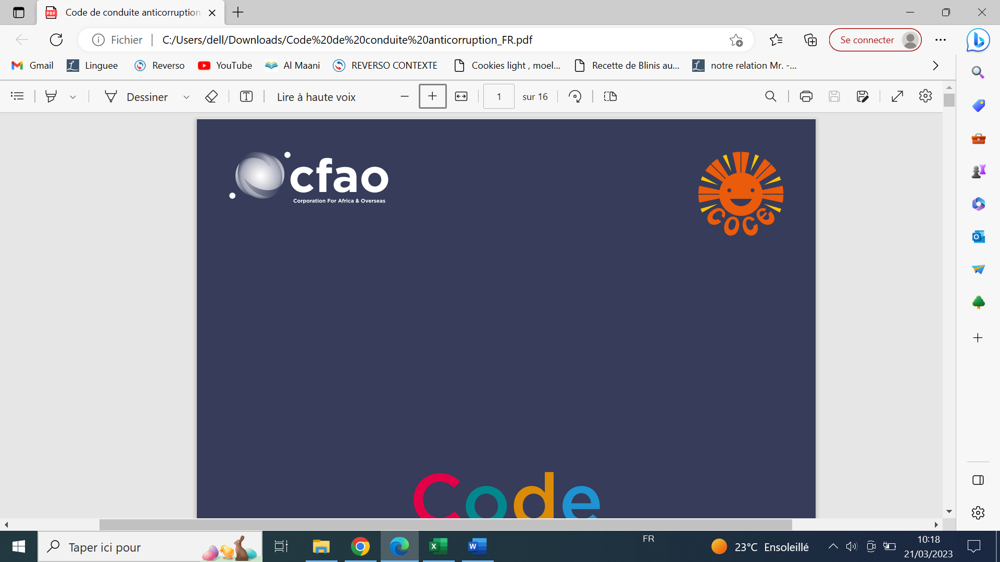 Code de conduite anticorruption
Fichier
C:/Users/dell/Downloads/Code%20de%20conduite%20anticorruption_FR.pdf
Se connecter
Gmail
Linguee
Reverso
YouTube
Al Maani
REVERSO CONTEXTE
Cookies light , moel...
Recette de Blinis au...
notre relation Mr. -...
Dessiner
Lire à haute voix
1
sur 16
cfao
Corporation For Africa & Overseas
coce
Code
Taper ici pour
FR
23°C Ensoleillé
10:18
21/03/2023